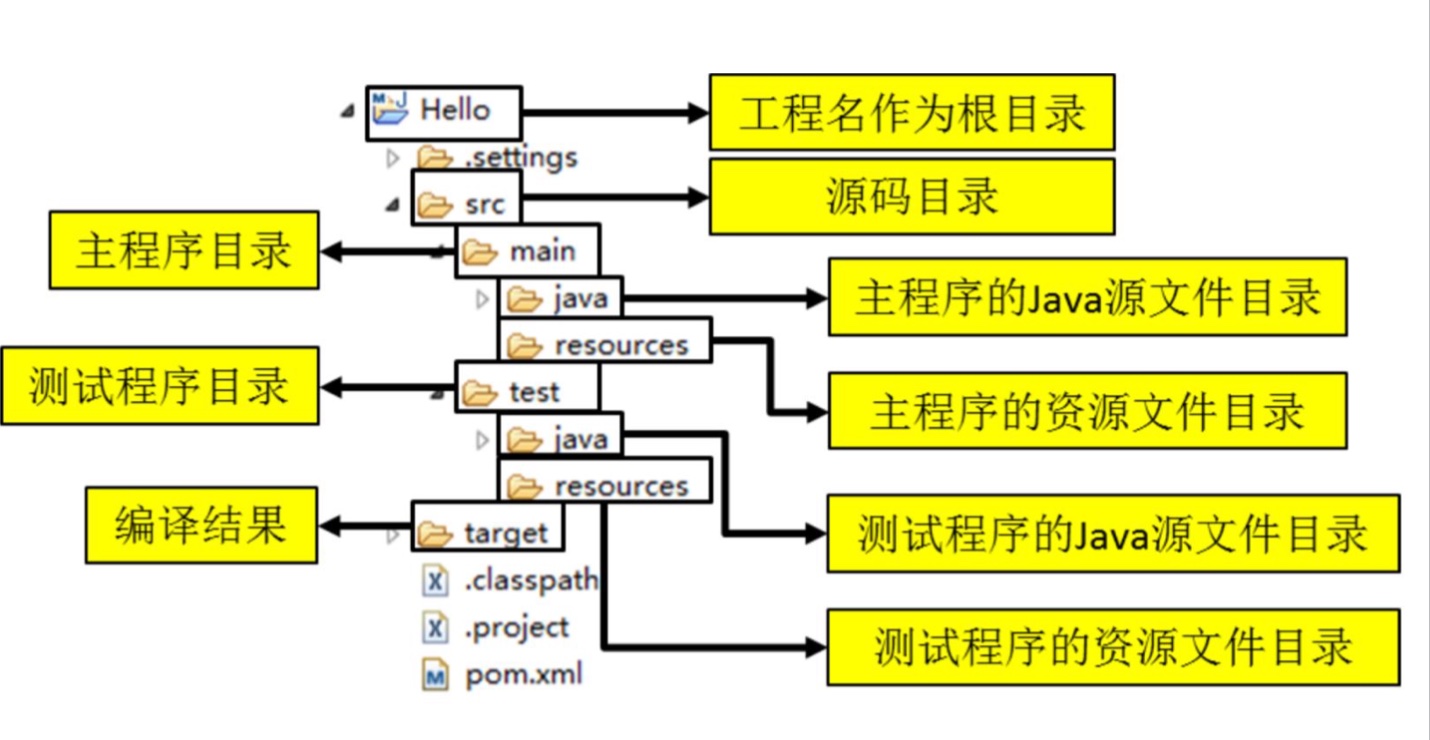 Hello
工程名作为根目录
.settings
src
源码目录
主程序目录
main
java
主程序的Java源文件目录
resources
主程序的资源文件目录
测试程序目录
test
java
测试程序的Java源文件目录
resources
测试程序的资源文件目录
编译结果
target
.classpath
.project
pom.xml